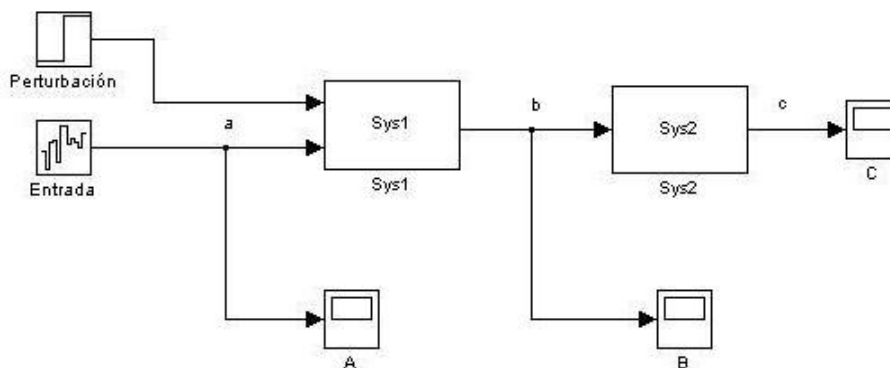 Perturbación
a
Entrada
Sys1
Sys1
b
Sys2
Sys2
c
C
A
B